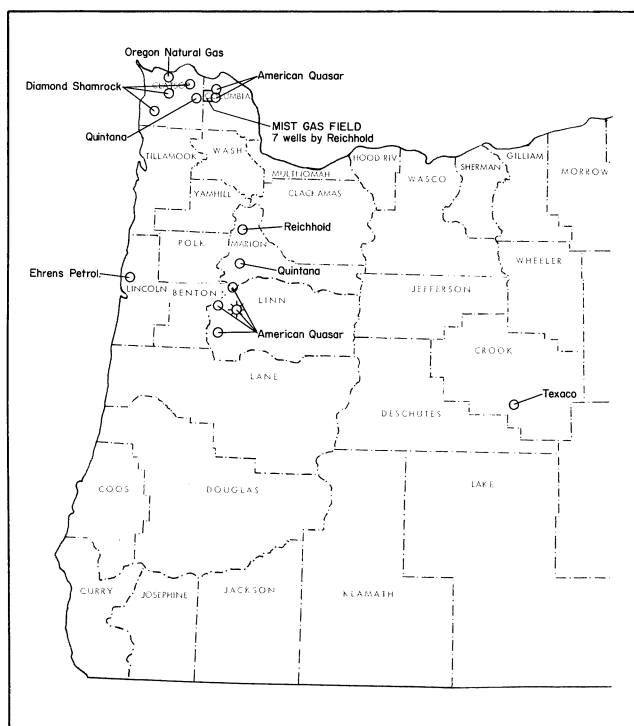 Oregon Natural Gas
Diamond Shamrock
American Quasar
CLATSOP
COLUMBIA
Quintana
MIST GAS FIELD
7 wells by Reichhold
TILLAMOOK
WASH
HOOD RIV
GILLIAM
SHERMAN
MULTNOMAH
WASCO
MORROW
YAMHILL
CLACKAMAS
Reichhold
POLK
MARION
WHEELER
Quintana
Ehrens Petrol.
LINCOLN
BENTON
LINN
JEFFERSON
American Quasar
CROOK
LANE
Texaco
DESCHUTES
COOS
DOUGLAS
LAKE
CURRY
JOSEPHINE
JACKSON
KLAMATH